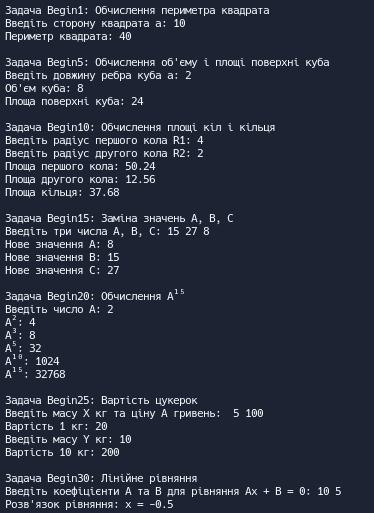 Задача Begin1: Обчислення периметра квадрата
Введіть сторону квадрата a: 10
Периметр квадрата: 40
Задача Begin5: Обчислення об'єму і площі поверхні куба
Введіть довжину ребра куба a: 2
Об'єм куба: 8
Площа поверхні куба: 24
Задача Begin10: Обчислення площі кіл і кільця
Введіть радіус першого кола R1: 4
Введіть радіус другого кола R2: 2
Площа першого кола: 50.24
Площа другого кола: 12.56
Площа кільця: 37.68
Задача Begin15: Заміна значень A, B, C
Введіть три числа A, B, C: 15 27 8
Нове значення A: 8
Нове значення B: 15
Нове значення C: 27
Задача Begin20: Обчислення A¹⁵
Введіть число A: 2
A²: 4
A³: 8
A⁵: 32
A¹⁰: 1024
A¹⁵: 32768
Задача Begin25: Вартість цукерок
Введіть масу X кг та ціну A гривень:  5 100
Вартість 1 кг: 20
Введіть масу Y кг: 10
Вартість 10 кг: 200
Задача Begin30: Лінійне рівняння
Введіть коефіцієнти A та B для рівняння Ax + B = 0: 10 5
Розв'язок рівняння: x = -0.5